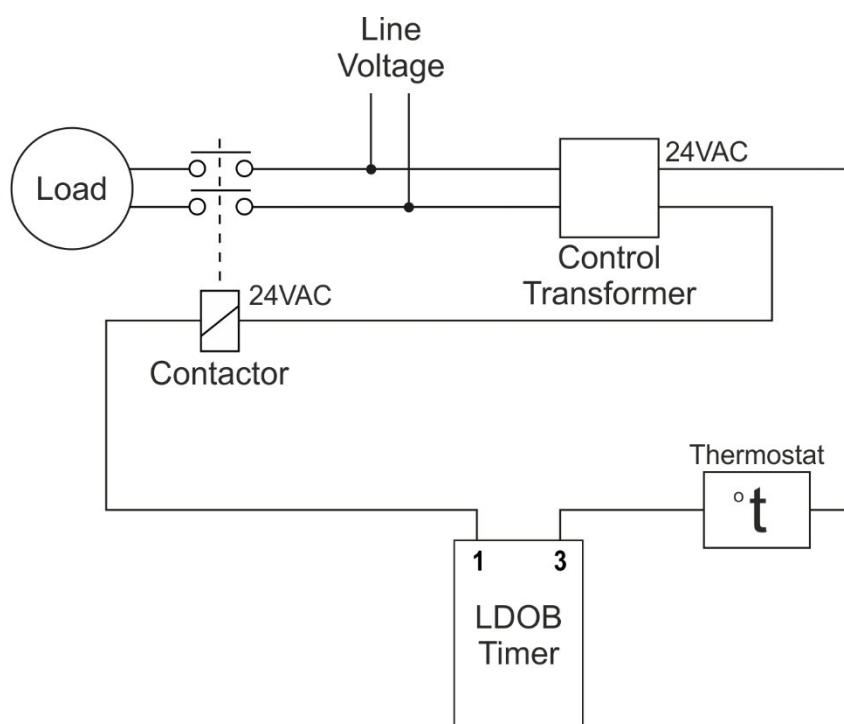 Line
Voltage
Load
24VAC
Control
Transformer
24VAC
Contactor
Thermostat
°t
1 3
LDOB
Timer